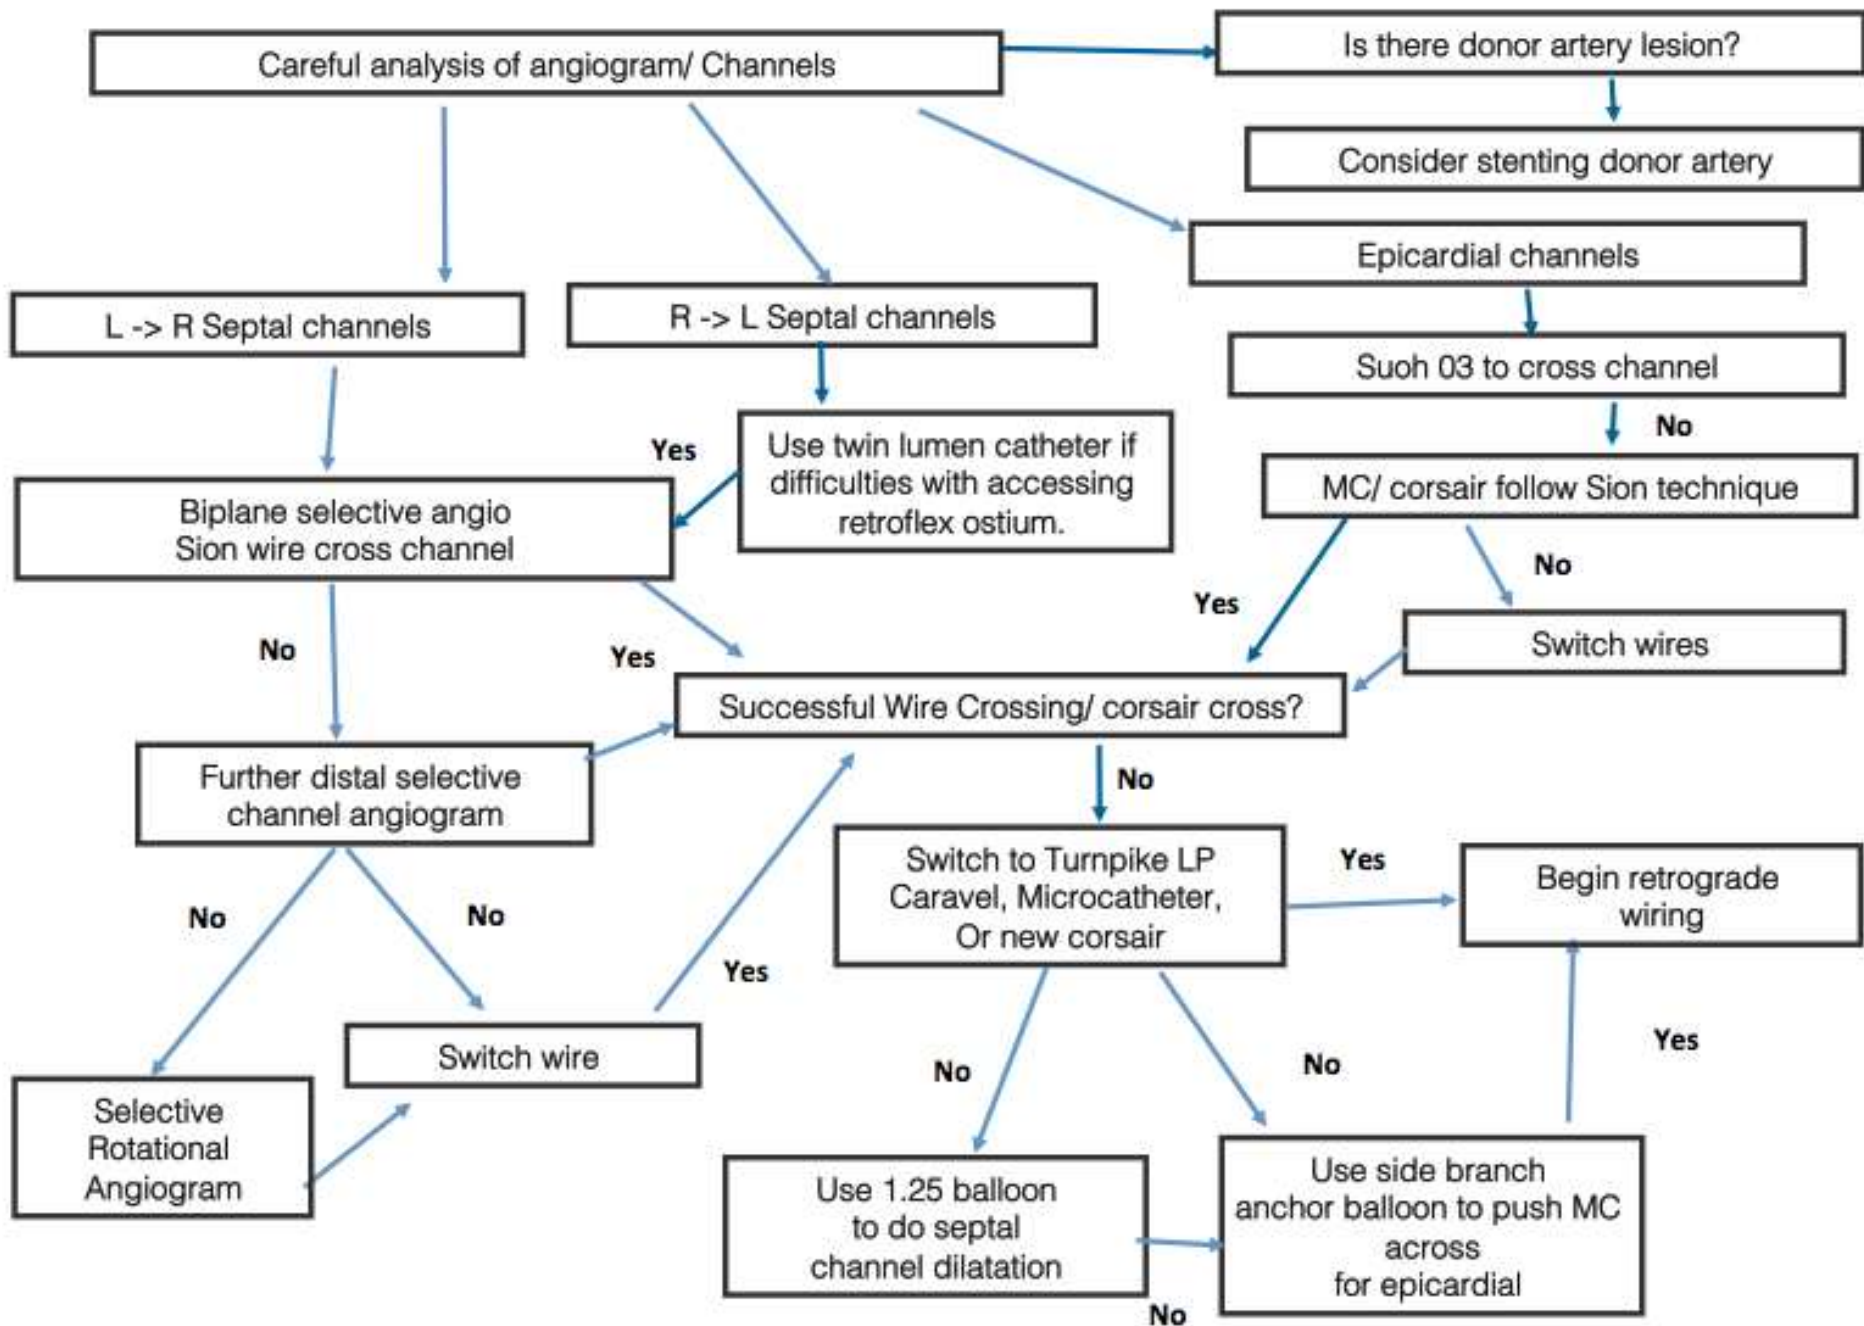 Careful analysis of angiogram/ Channels
Is there donor artery lesion?
Consider stenting donor artery
Epicardial channels
L -> R Septal channels
R -> L Septal channels
Suoh 03 to cross channel
No
Yes
Use twin lumen catheter if
difficulties with accessing
retroflex ostium.
MC/ corsair follow Sion technique
Biplane selective angio
Sion wire cross channel
No
Yes
Switch wires
No
Yes
Successful Wire Crossing/ corsair cross?
Further distal selective
channel angiogram
No
Switch to Turnpike LP
Caravel, Microcatheter,
Or new corsair
Yes
Begin retrograde
wiring
No
No
Yes
Switch wire
No
No
Yes
Selective
Rotational
Angiogram
Use 1.25 balloon
to do septal
channel dilatation
No
Use side branch
anchor balloon to push MC
across
for epicardial